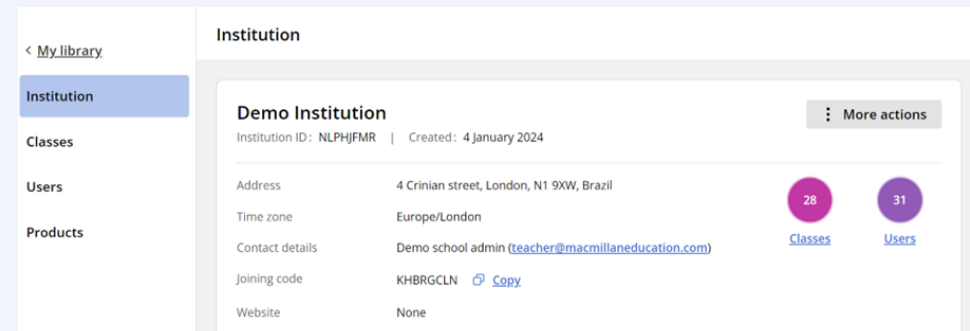 Institution
My library
Institution
Classes
Users
Products
Demo Institution
More actions
Institution ID: NLPHJFMR | Created: 4 January 2024
Address 4 Crinian street, London, N1 9XW, Brazil
Time zone Europe/London
Contact details Demo school admin (teacher@macmillaneducation.com)
Joining code KHBRGCLN Copy
Website None
28 31
Classes Users